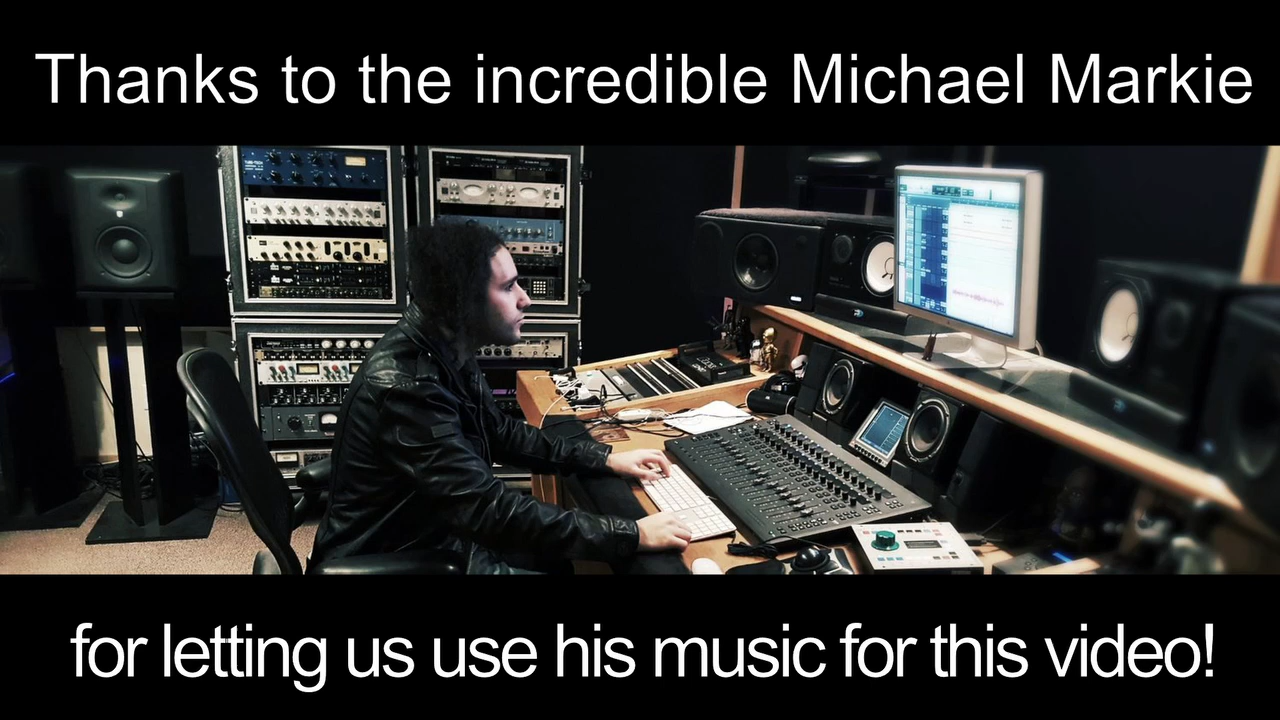 Thanks to the incredible Michael Markie
for letting us use his music for this video!